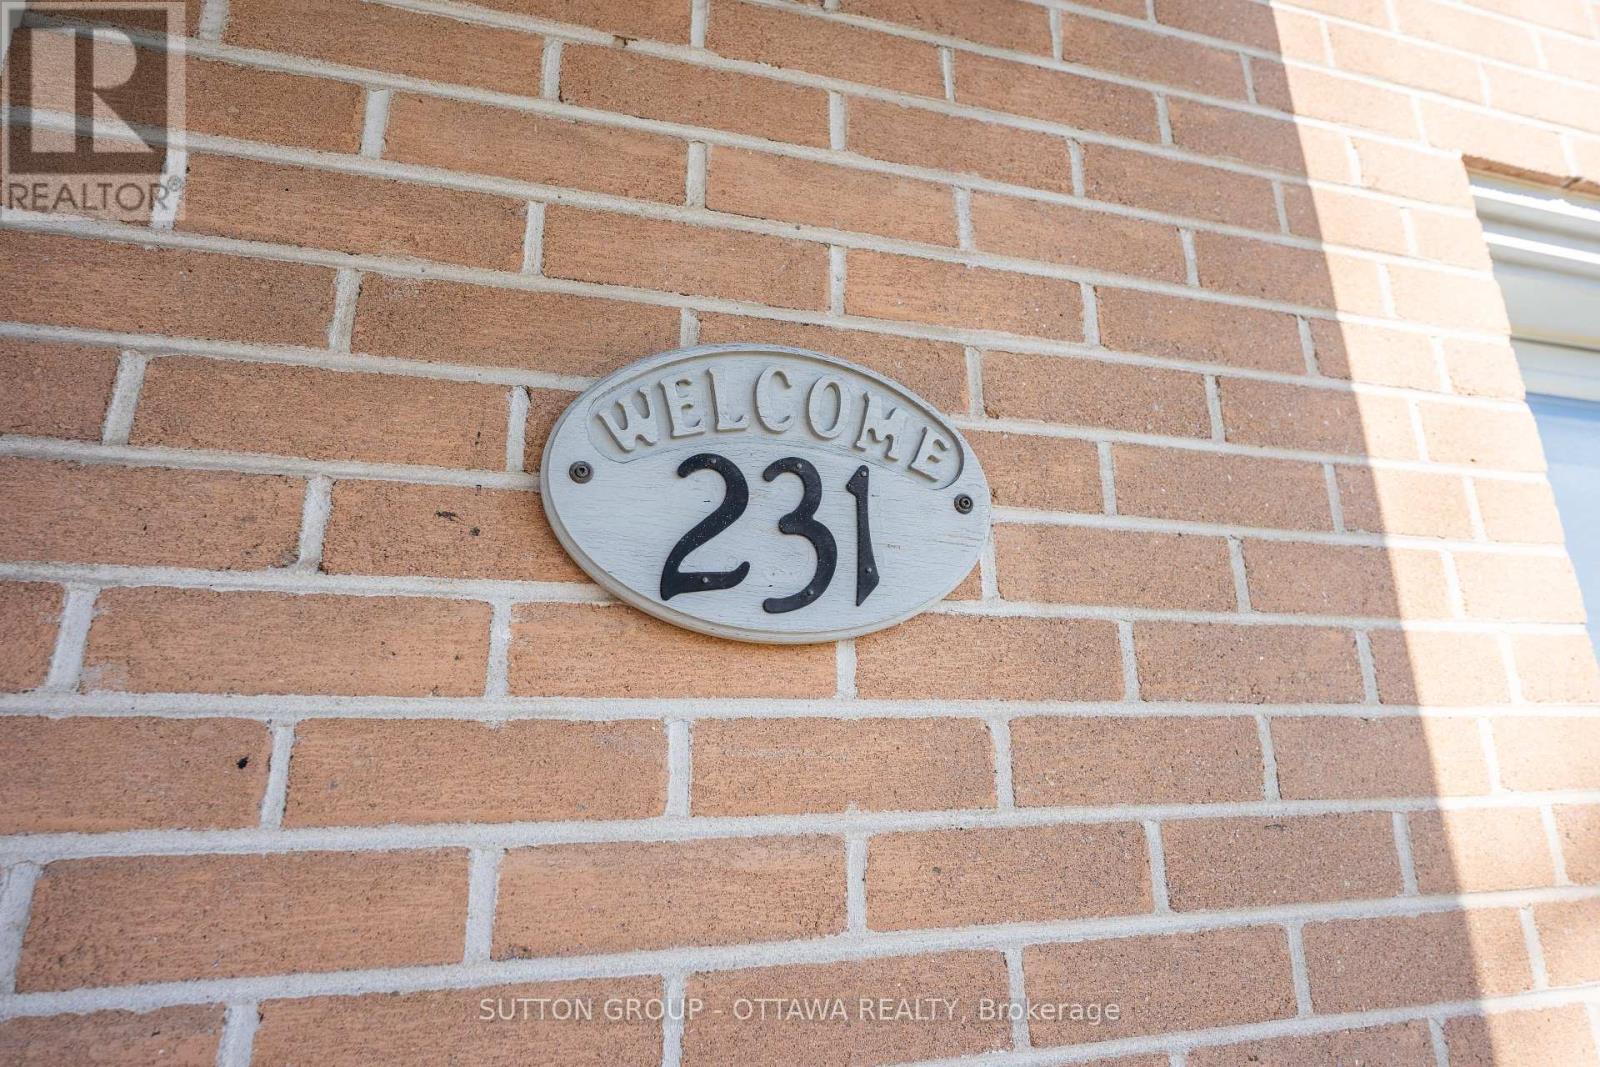 REALTOR®
WELCOME
231
SUTTON GROUP - OTTAWA REALTY, Brokerage